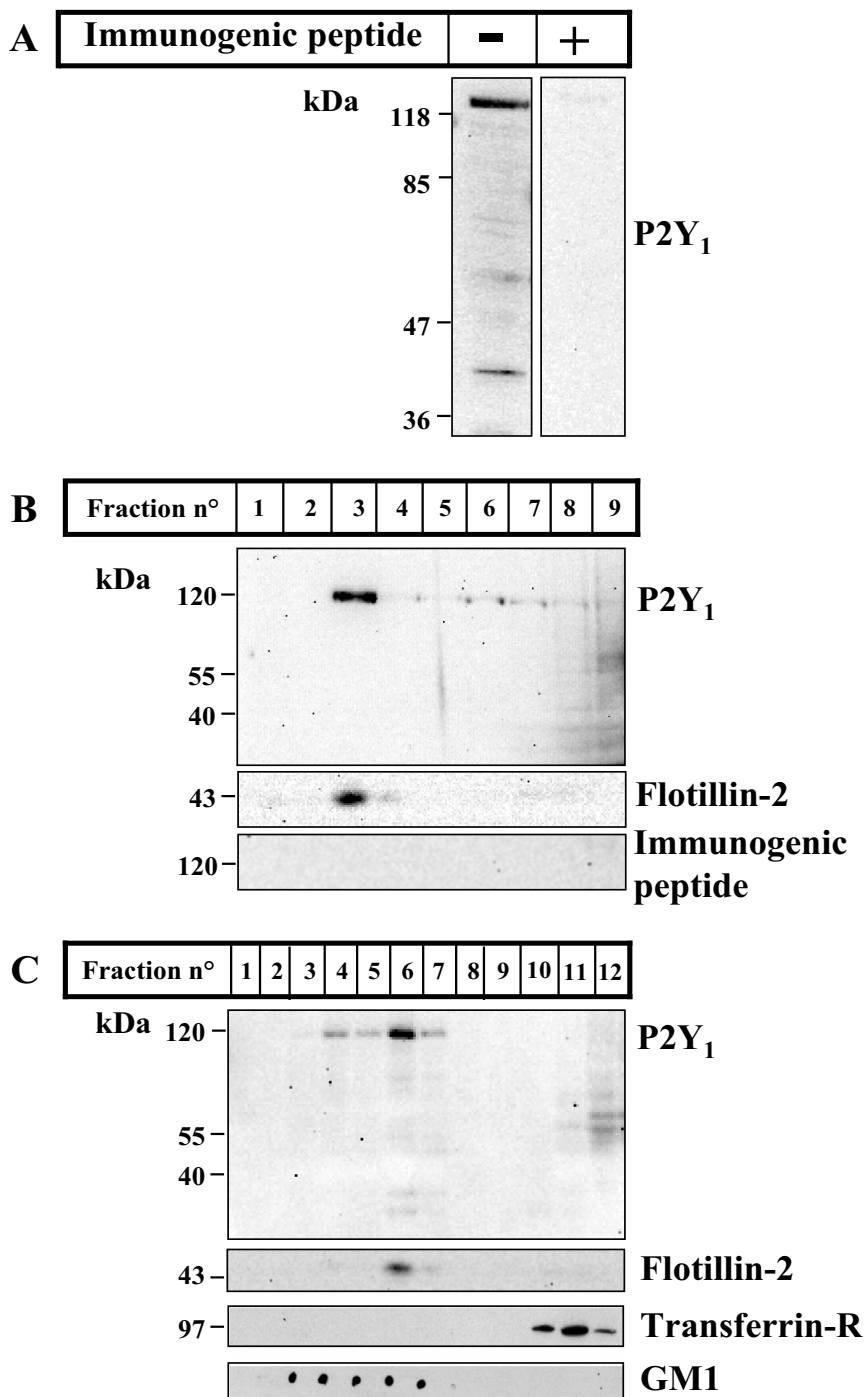 A Immunogenic peptide - +
kDa
118
85
P2Y1
47
36
B Fraction n° 1 2 3 4 5 6 7 8 9
kDa 120 P2Y1
55
40
43 Flotillin-2
120 Immunogenic
peptide
C Fraction n° 1 2 3 4 5 6 7 8 9 10 11 12
kDa 120 P2Y1
55
40
43 Flotillin-2
97 Transferrin-R
GM1